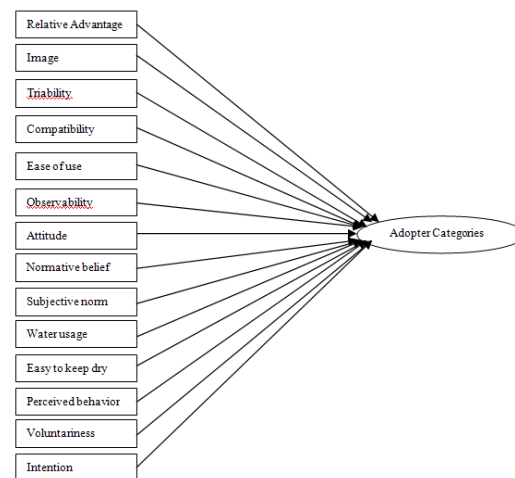 Relative Advantage
Image
Triability
Compatibility
Ease of use
Observability
Attitude
Adopter Categories
Normative belief
Subjective norm
Water usage
Easy to keep dry
Perceived behavior
Voluntariness
Intention